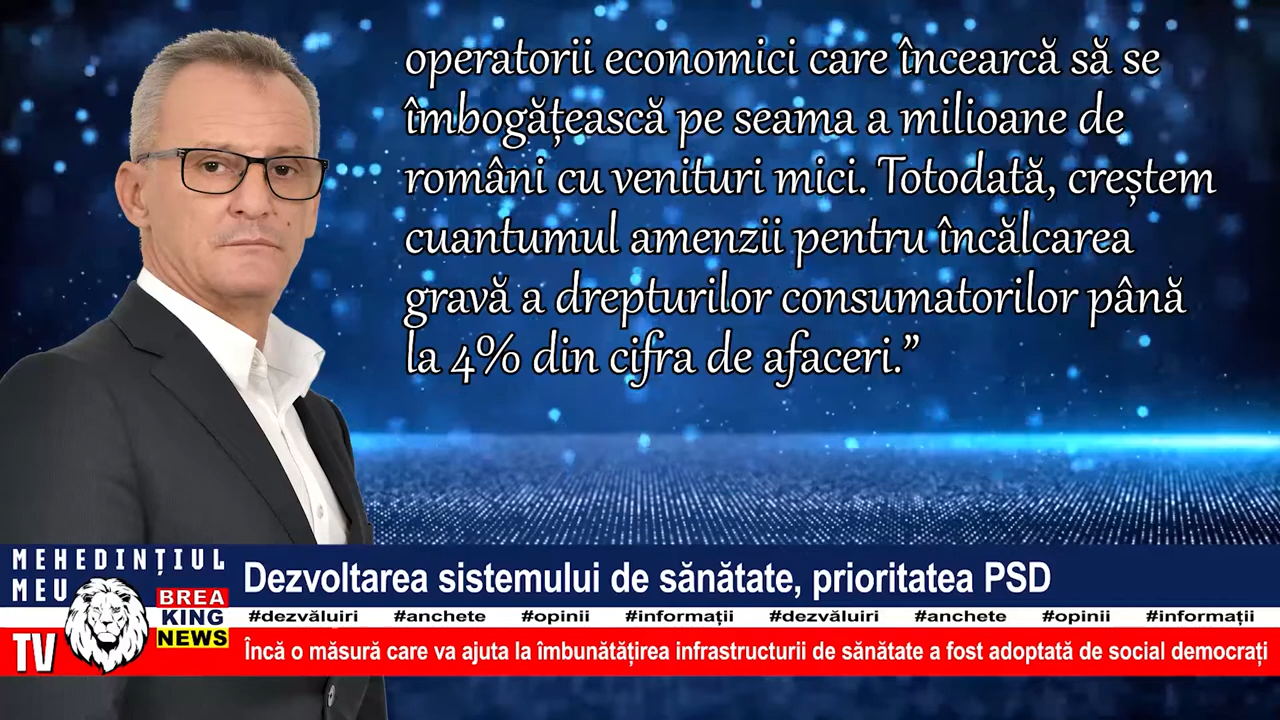 operatorii economici care încearcă să se
îmbogățească pe seama a milioane de
români cu venituri mici. Totodată, creștem
cuantumul amenzii pentru încălcarea
gravă a drepturilor consumatorilor până
la 4% din cifra de afaceri.”
MEHEDINȚIUL
MEU
TV
BREA
KING
NEWS
Dezvoltarea sistemului de sănătate, prioritatea PSD
#dezvăluiri #anchete #opinii #informații #dezvăluiri #anchete #opinii #informații
Încă o măsură care va ajuta la îmbunătățirea infrastructurii de sănătate a fost adoptată de social democrați